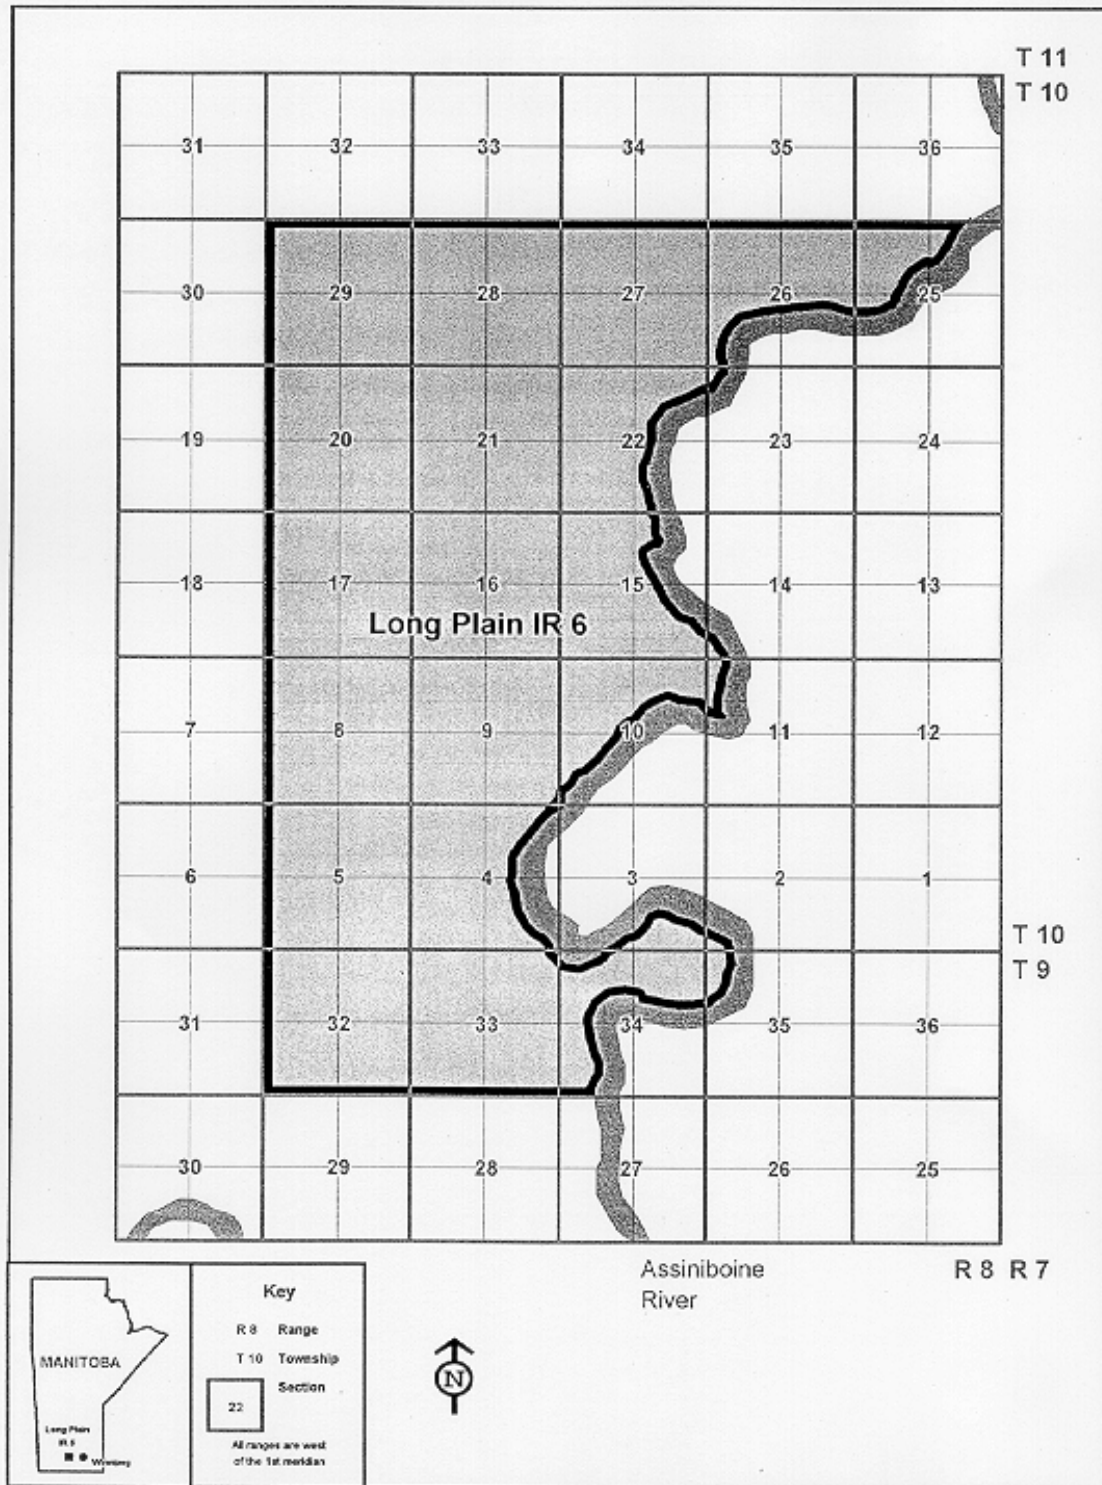 T 11
T 10
31 32 33 34 35 36
30 29 28 27 26 25
19 20 21 22 23 24
18 17 16 15 14 13
Long Plain IR 6
7 8 9 10 11 12
6 5 4 3 2 1
T 10
T 9
31 32 33 34 35 36
30 29 28 27 26 25
Assiniboine
River
R 8 R 7
MANITOBA
Long Plain
IR 6
Winnipeg
Key
R 8 Range
T 10 Township
Section
22
All ranges are west
of the 1st meridian
N